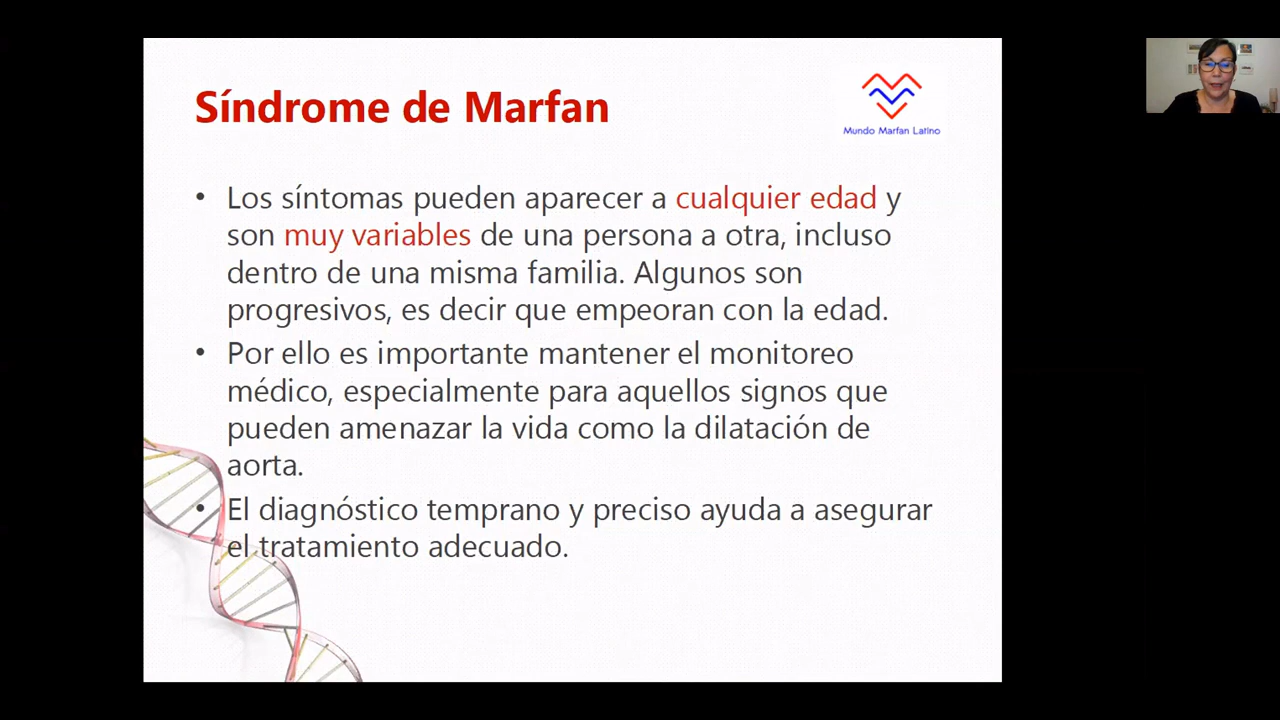 Síndrome de Marfan
Mundo Marfan Latino
• Los síntomas pueden aparecer a cualquier edad y
son muy variables de una persona a otra, incluso
dentro de una misma familia. Algunos son
progresivos, es decir que empeoran con la edad.
• Por ello es importante mantener el monitoreo
médico, especialmente para aquellos signos que
pueden amenazar la vida como la dilatación de
aorta.
• El diagnóstico temprano y preciso ayuda a asegurar
el tratamiento adecuado.